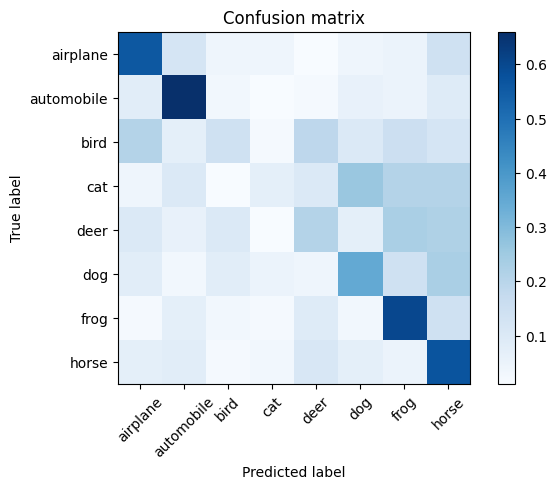 Confusion matrix
True label
airplane
automobile
bird
cat
deer
dog
frog
horse
airplane
automobile
bird
cat
deer
dog
frog
horse
Predicted label
0.6
0.5
0.4
0.3
0.2
0.1